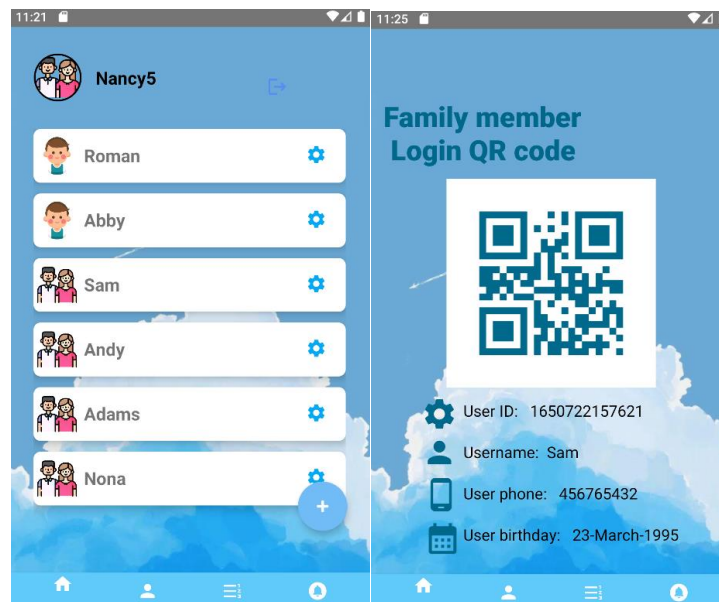 11:21
Nancy5
Roman
Abby
Sam
Andy
Adams
Nona
+
11:25
Family member
Login QR code
User ID: 1650722157621
Username: Sam
User phone: 456765432
User birthday: 23-March-1995